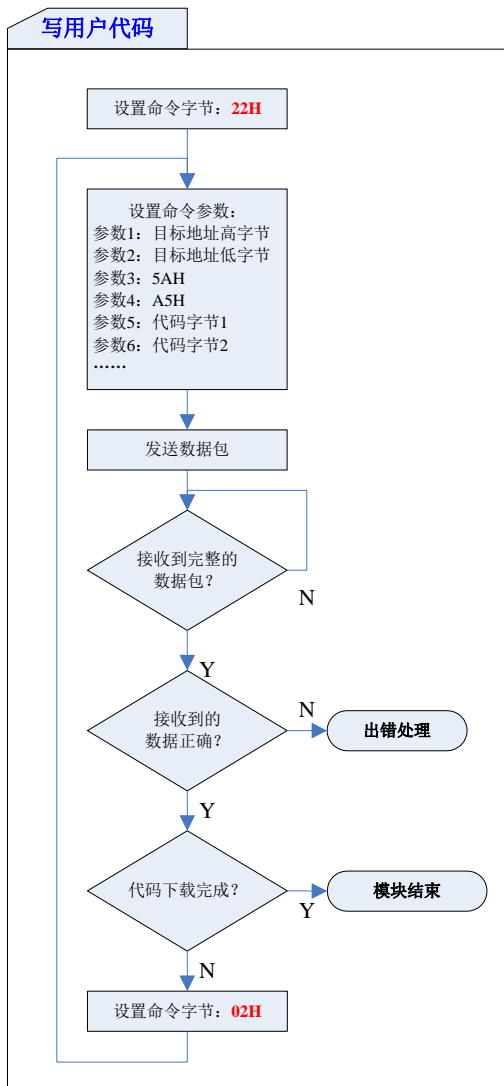 写用户代码
设置命令字节：22H
设置命令参数：
参数1：目标地址高字节
参数2：目标地址低字节
参数3：5AH
参数4：A5H
参数5：代码字节1
参数6：代码字节2
……
发送数据包
接收到完整的
数据包？
N
Y
接收到的
数据正确？
N
出错处理
Y
代码下载完成？
Y
模块结束
N
设置命令字节：02H